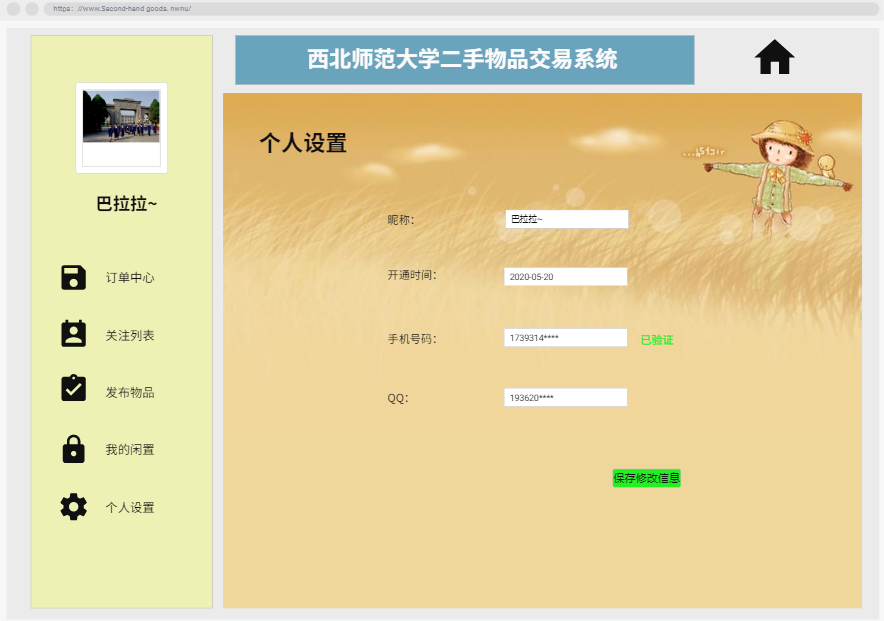 https：//www.Second-hand goods. nwnu/
西北师范大学二手物品交易系统
巴拉拉~
订单中心
关注列表
发布物品
我的闲置
个人设置
个人设置
昵称：
巴拉拉~
开通时间：
2020-05-20
手机号码：
1739314****
已验证
QQ：
193620****
保存修改信息